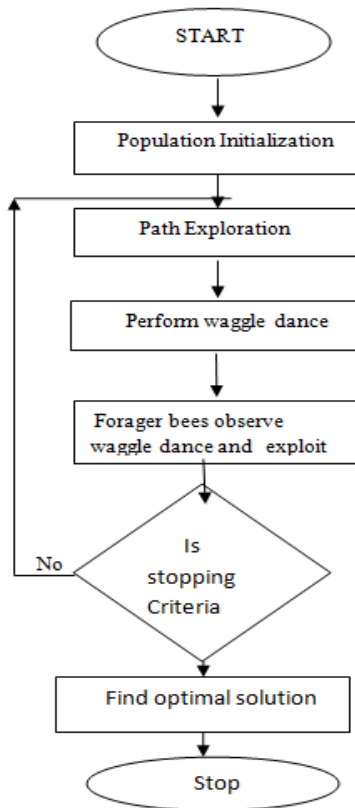 START
Population Initialization
Path Exploration
Perform waggle dance
Forager bees observe
waggle dance and exploit
Is
stopping
Criteria
No
Find optimal solution
Stop